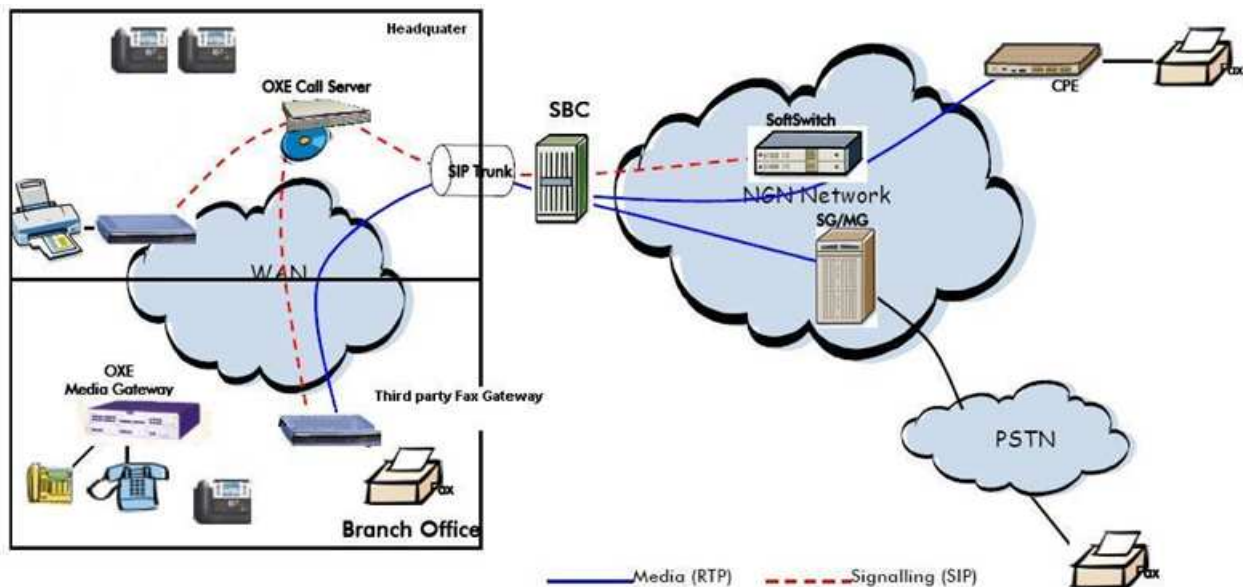 Headquater
OXE Call Server
SIP Trunk
SBC
SoftSwitch
NGN Network
SG/MG
CPE
Fax
WAN
OXE
Media Gateway
Third party Fax Gateway
Fax
Branch Office
PSTN
Fax
Media (RTP)
Signalling (SIP)